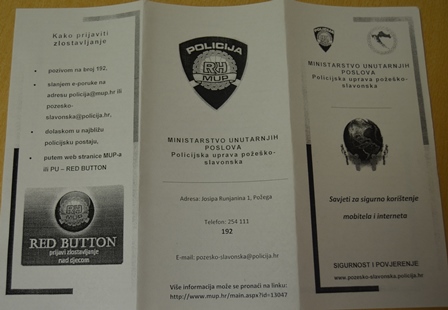 Kako prijaviti
zlostavljanje
pozivom na broj 192,
slanjem e-poruke na
adresu policija@mup.hr ili
pozesko-
slavonska@policija.hr,
dolaskom u najbližu
policijsku postaju,
putem web stranice MUP-a
ili PU – RED BUTTON
RED BUTTON
prijavi zlostavljanje
nad djecom
POLICIJA
RH
MUP
MINISTARSTVO UNUTARNJIH
POSLOVA
Policijska uprava požeško-
slavonska
Adresa: Josipa Runjanina 1, Požega
Telefon: 254 111
192
E-mail: pozesko-slavonska@policija.hr
Više informacija može se pronaći na linku:
http://www.mup.hr/main.aspx?id=13047
MINISTARSTVO UNUTARNJIH
POSLOVA
Policijska uprava požeško-
slavonska
Savjeti za sigurno korištenje
mobitela i interneta
SIGURNOST I POVJERENJE
www.pozesko-slavonska.policija.hr